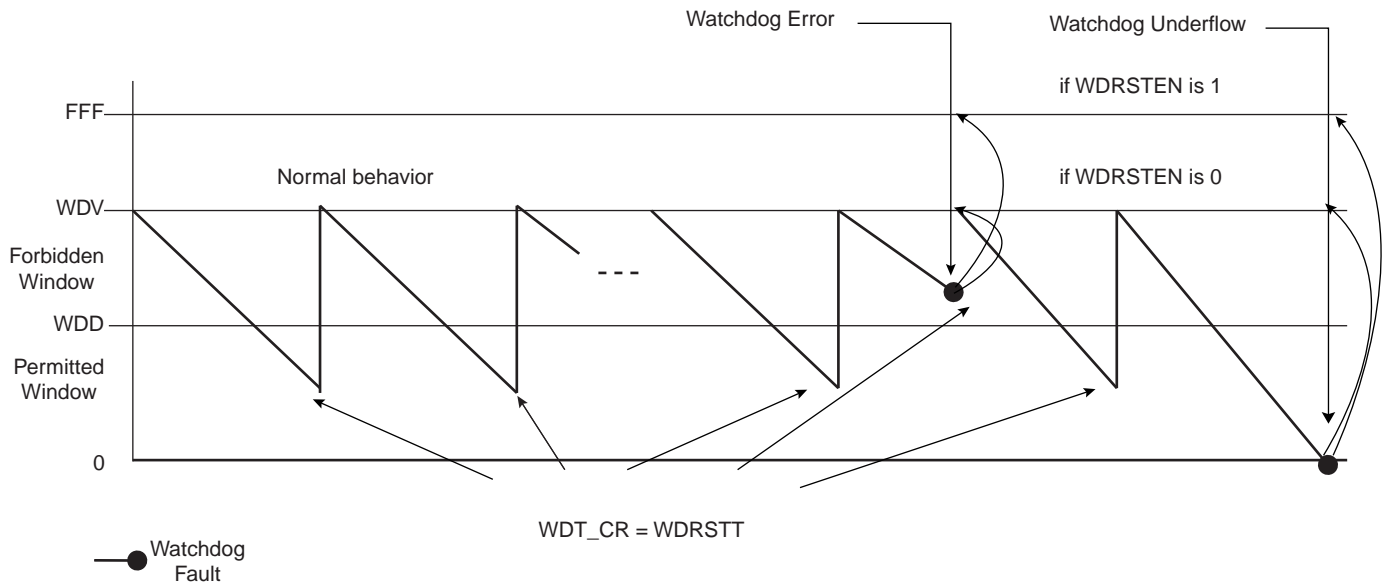 Watchdog Error
Watchdog Underflow
if WDRSTEN is 1
FFF
Normal behavior
if WDRSTEN is 0
WDV
Forbidden
Window
WDD
Permitted
Window
0
WDT_CR = WDRSTT
Watchdog
Fault